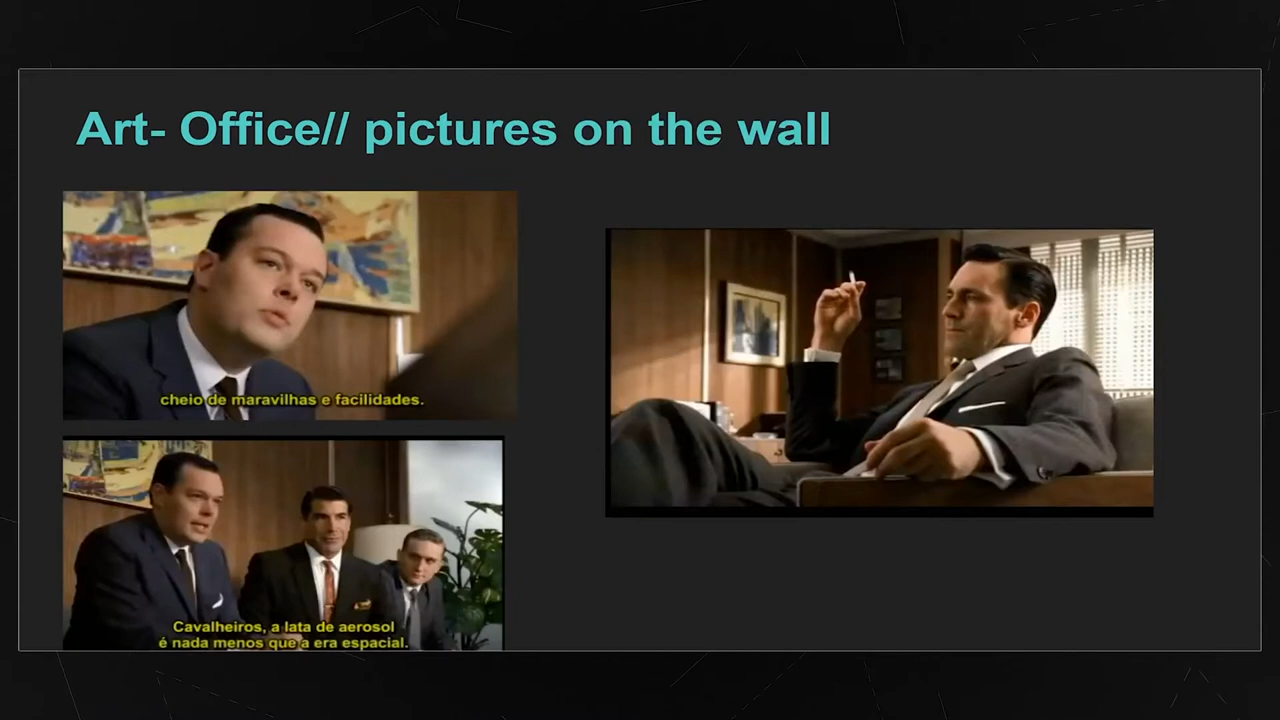 Art- Office// pictures on the wall
cheio de maravilhas e facilidades.
Cavalheiros, a lata de aerosol
é nada menos que a era espacial.